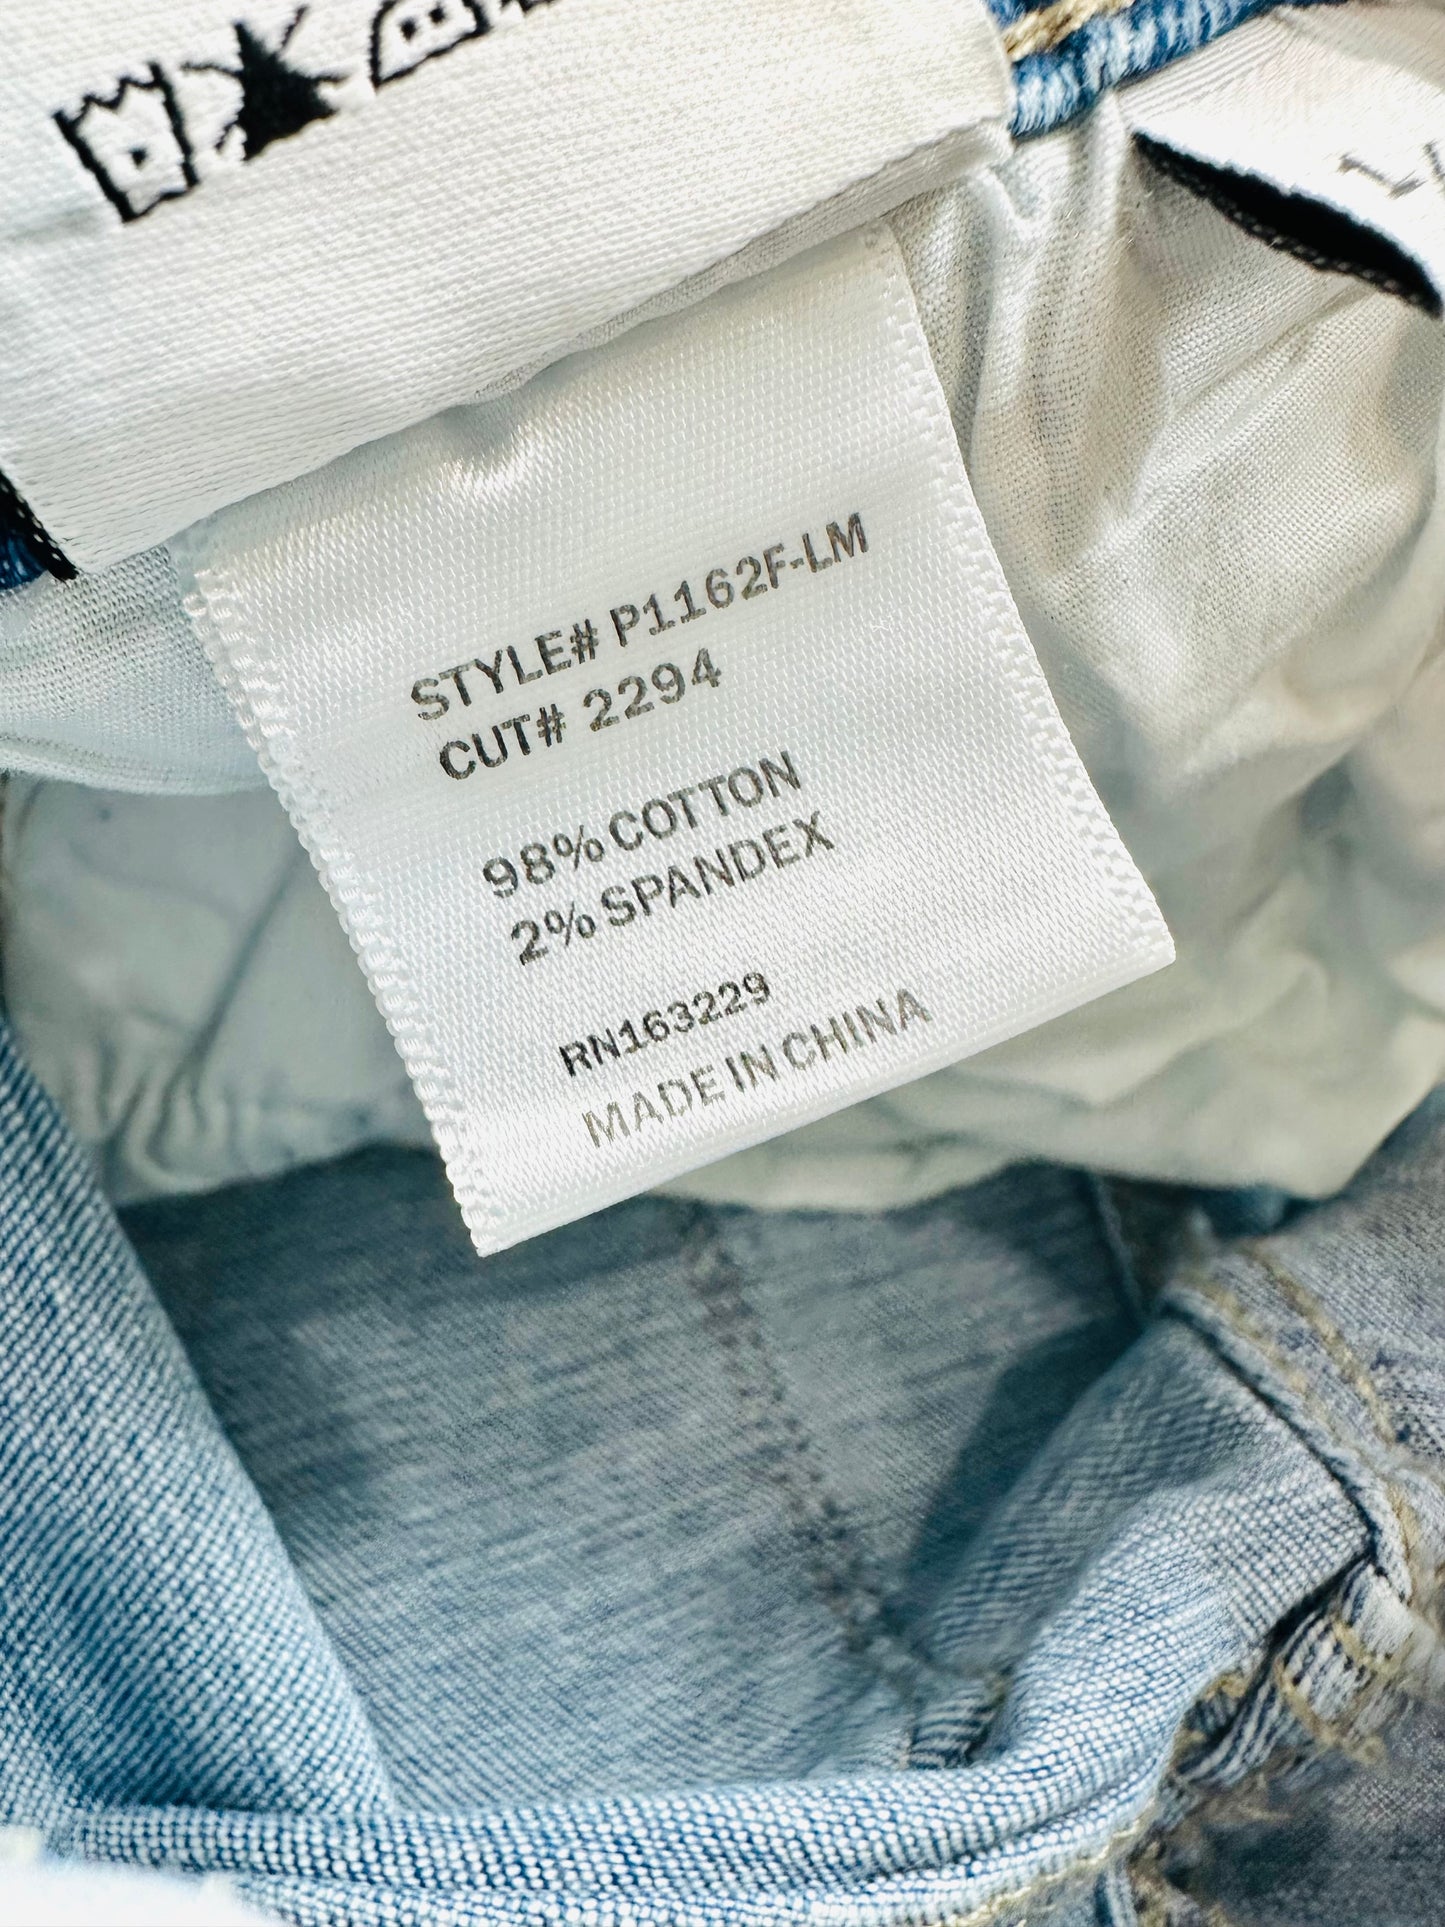 STYLE# P1162F-LM
CUT# 2294
98% COTTON
2% SPANDEX
RN163229
MADE IN CHINA